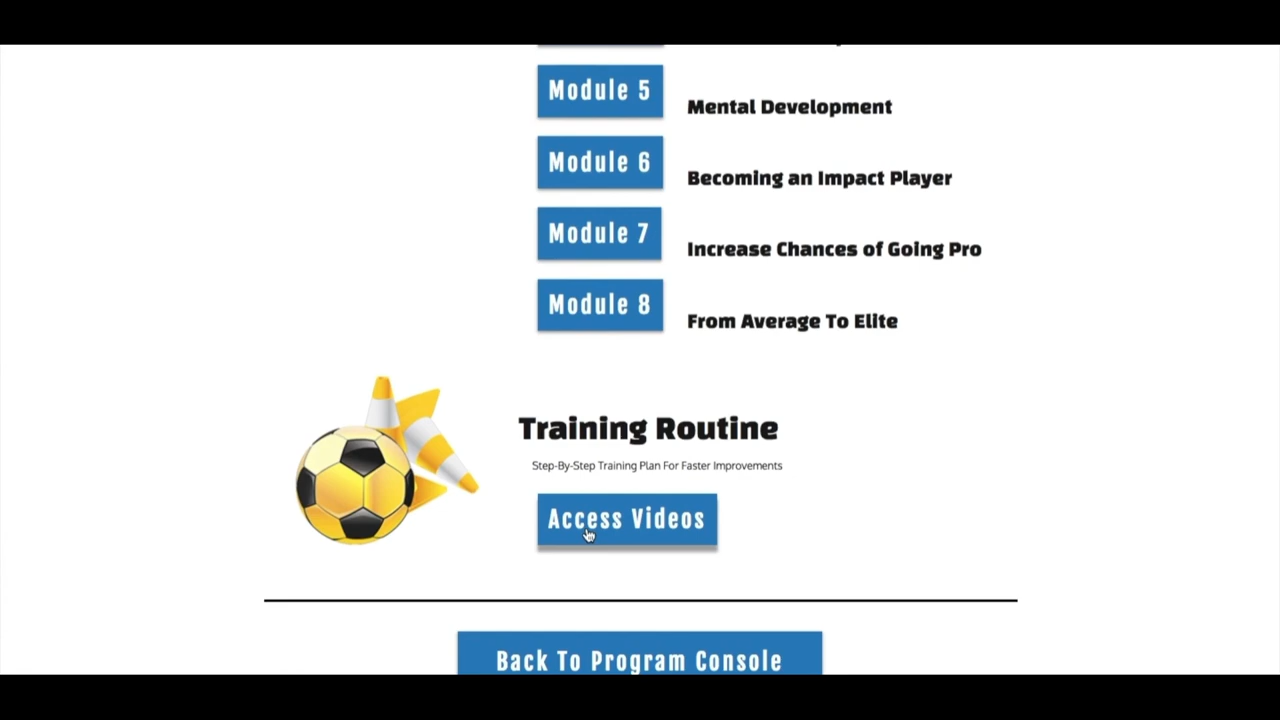 Module 5
Mental Development
Module 6
Becoming an Impact Player
Module 7
Increase Chances of Going Pro
Module 8
From Average To Elite
Training Routine
Step-By-Step Training Plan For Faster Improvements
Access Videos
Back To Program Console